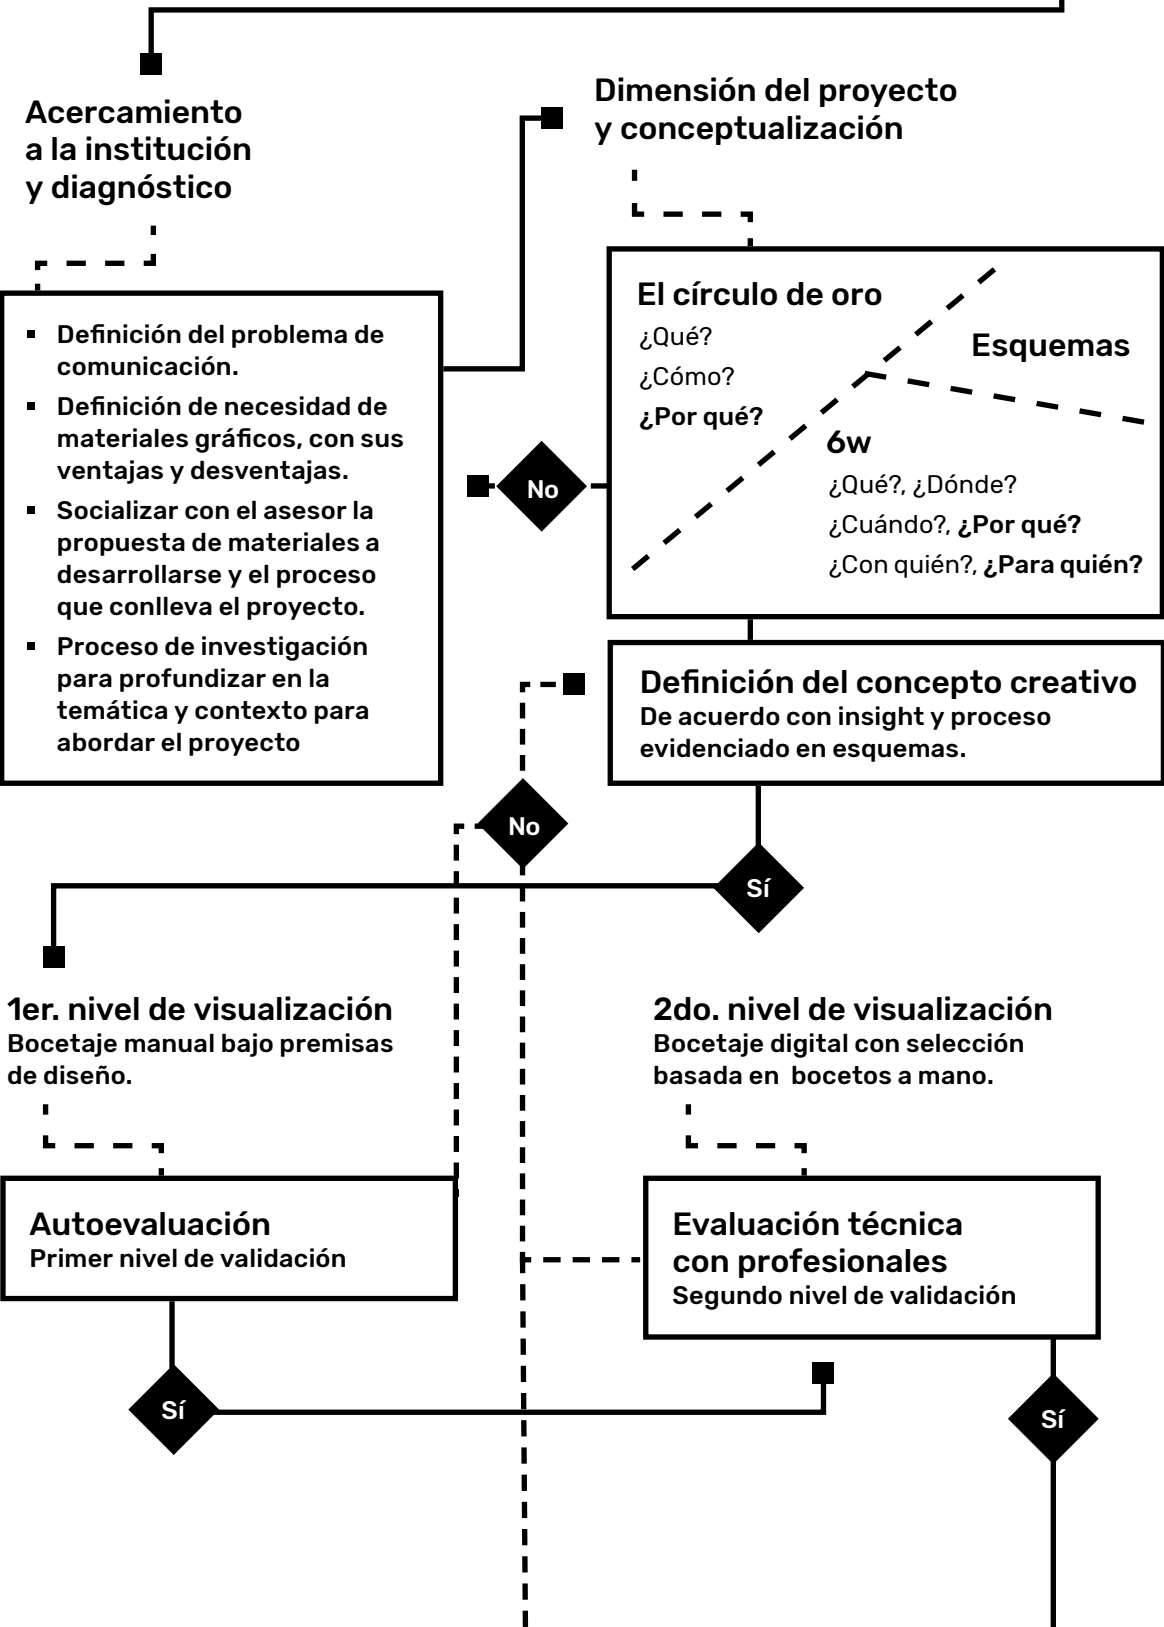 Acercamiento
a la institución
y diagnóstico
Definición del problema de
comunicación.
Definición de necesidad de
materiales gráficos, con sus
ventajas y desventajas.
Socializar con el asesor la
propuesta de materiales a
desarrollarse y el proceso
que conlleva el proyecto.
Proceso de investigación
para profundizar en la
temática y contexto para
abordar el proyecto
Dimensión del proyecto
y conceptualización
El círculo de oro
¿Qué?
¿Cómo?
¿Por qué?
Esquemas
6w
¿Qué?, ¿Dónde?
¿Cuándo?, ¿Por qué?
¿Con quién?, ¿Para quién?
No
Definición del concepto creativo
De acuerdo con insight y proceso
evidenciado en esquemas.
No
Sí
1er. nivel de visualización
Bocetaje manual bajo premisas
de diseño.
Autoevaluación
Primer nivel de validación
Sí
2do. nivel de visualización
Bocetaje digital con selección
basada en bocetos a mano.
Evaluación técnica
con profesionales
Segundo nivel de validación
Sí